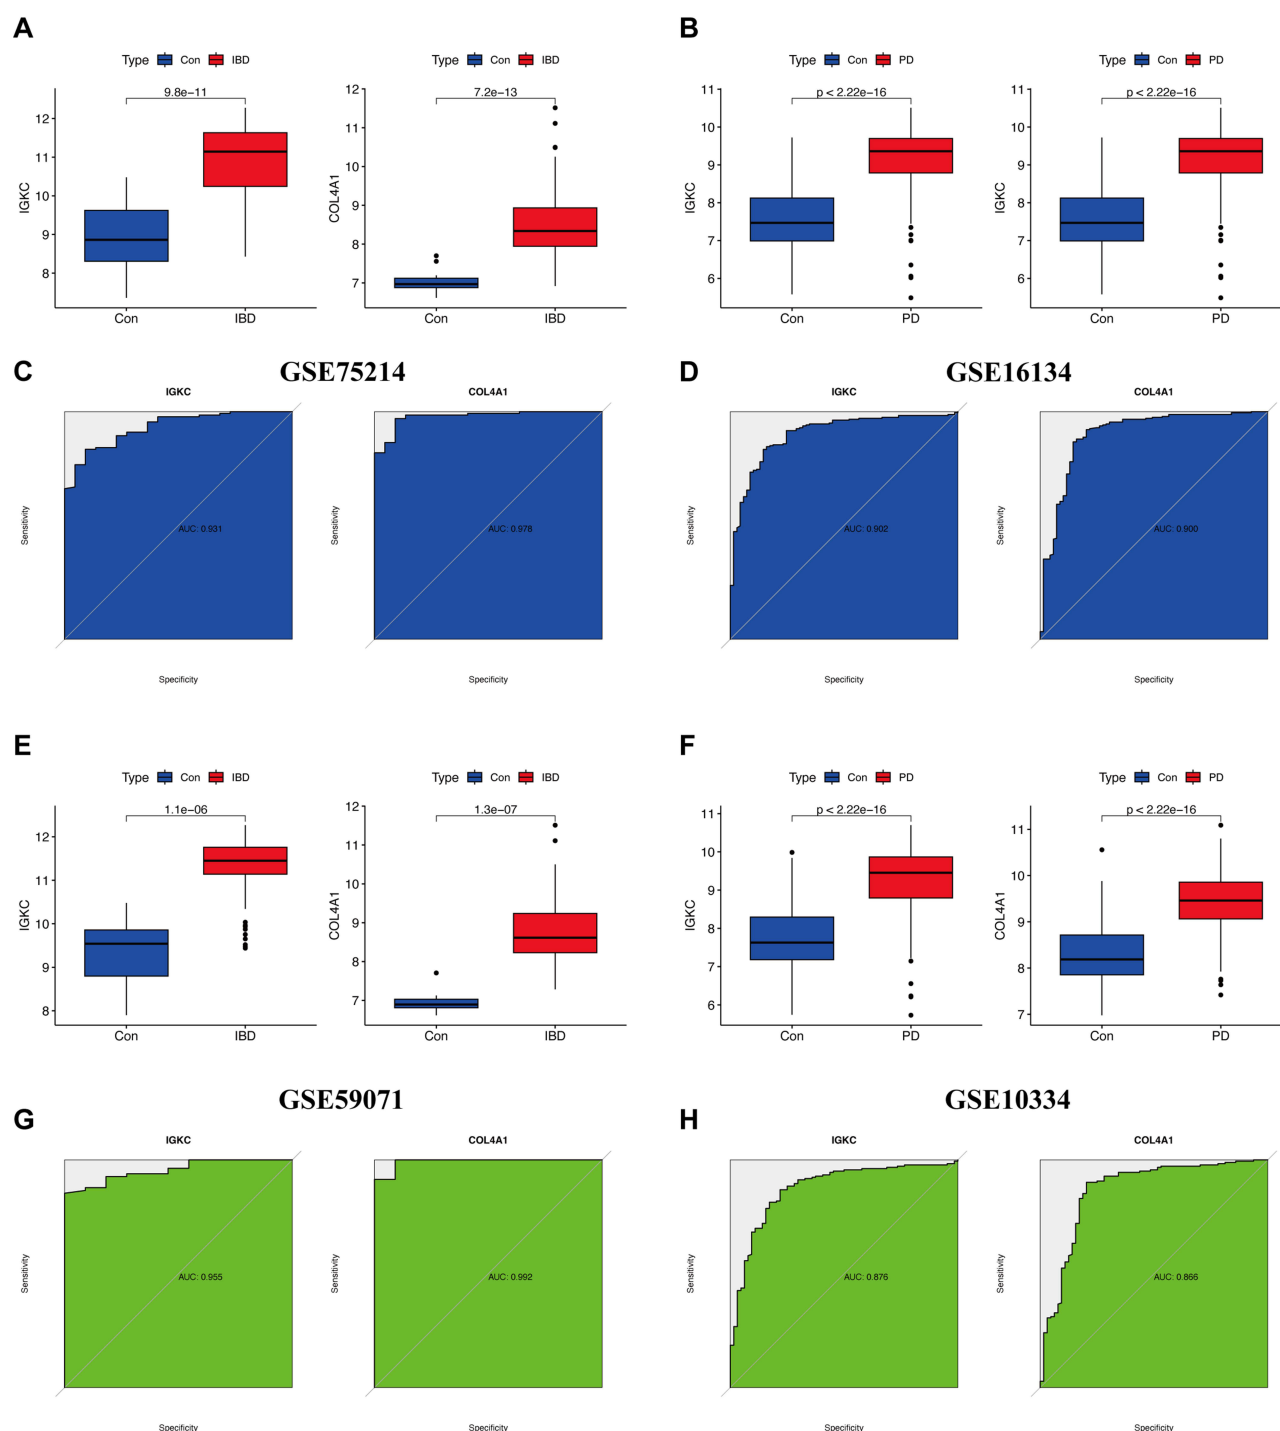 A
B
Type Con IBD
Type Con IBD
Type Con PD
Type Con PD
9.8e−11
7.2e−13
p < 2.22e−16
p < 2.22e−16
IGKC
12
11
10
9
8
COL4A1
12
11
10
9
8
7
IGKC
11
10
9
8
7
6
IGKC
11
10
9
8
7
6
Con IBD
Con IBD
Con PD
Con PD
C
GSE75214
D
GSE16134
IGKC
COL4A1
IGKC
COL4A1
Sensitivity
AUC: 0.931
Sensitivity
AUC: 0.978
Sensitivity
AUC: 0.902
Sensitivity
AUC: 0.900
Specificity
Specificity
Specificity
Specificity
E
F
Type Con IBD
Type Con IBD
Type Con PD
Type Con PD
1.1e−06
1.3e−07
p < 2.22e−16
p < 2.22e−16
IGKC
12
11
10
9
8
COL4A1
12
11
10
9
8
7
IGKC
11
10
9
8
7
6
COL4A1
11
10
9
8
7
Con IBD
Con IBD
Con PD
Con PD
G
GSE59071
H
GSE10334
IGKC
COL4A1
IGKC
COL4A1
Sensitivity
AUC: 0.955
Sensitivity
AUC: 0.992
Sensitivity
AUC: 0.876
Sensitivity
AUC: 0.866
Specificity
Specificity
Specificity
Specificity